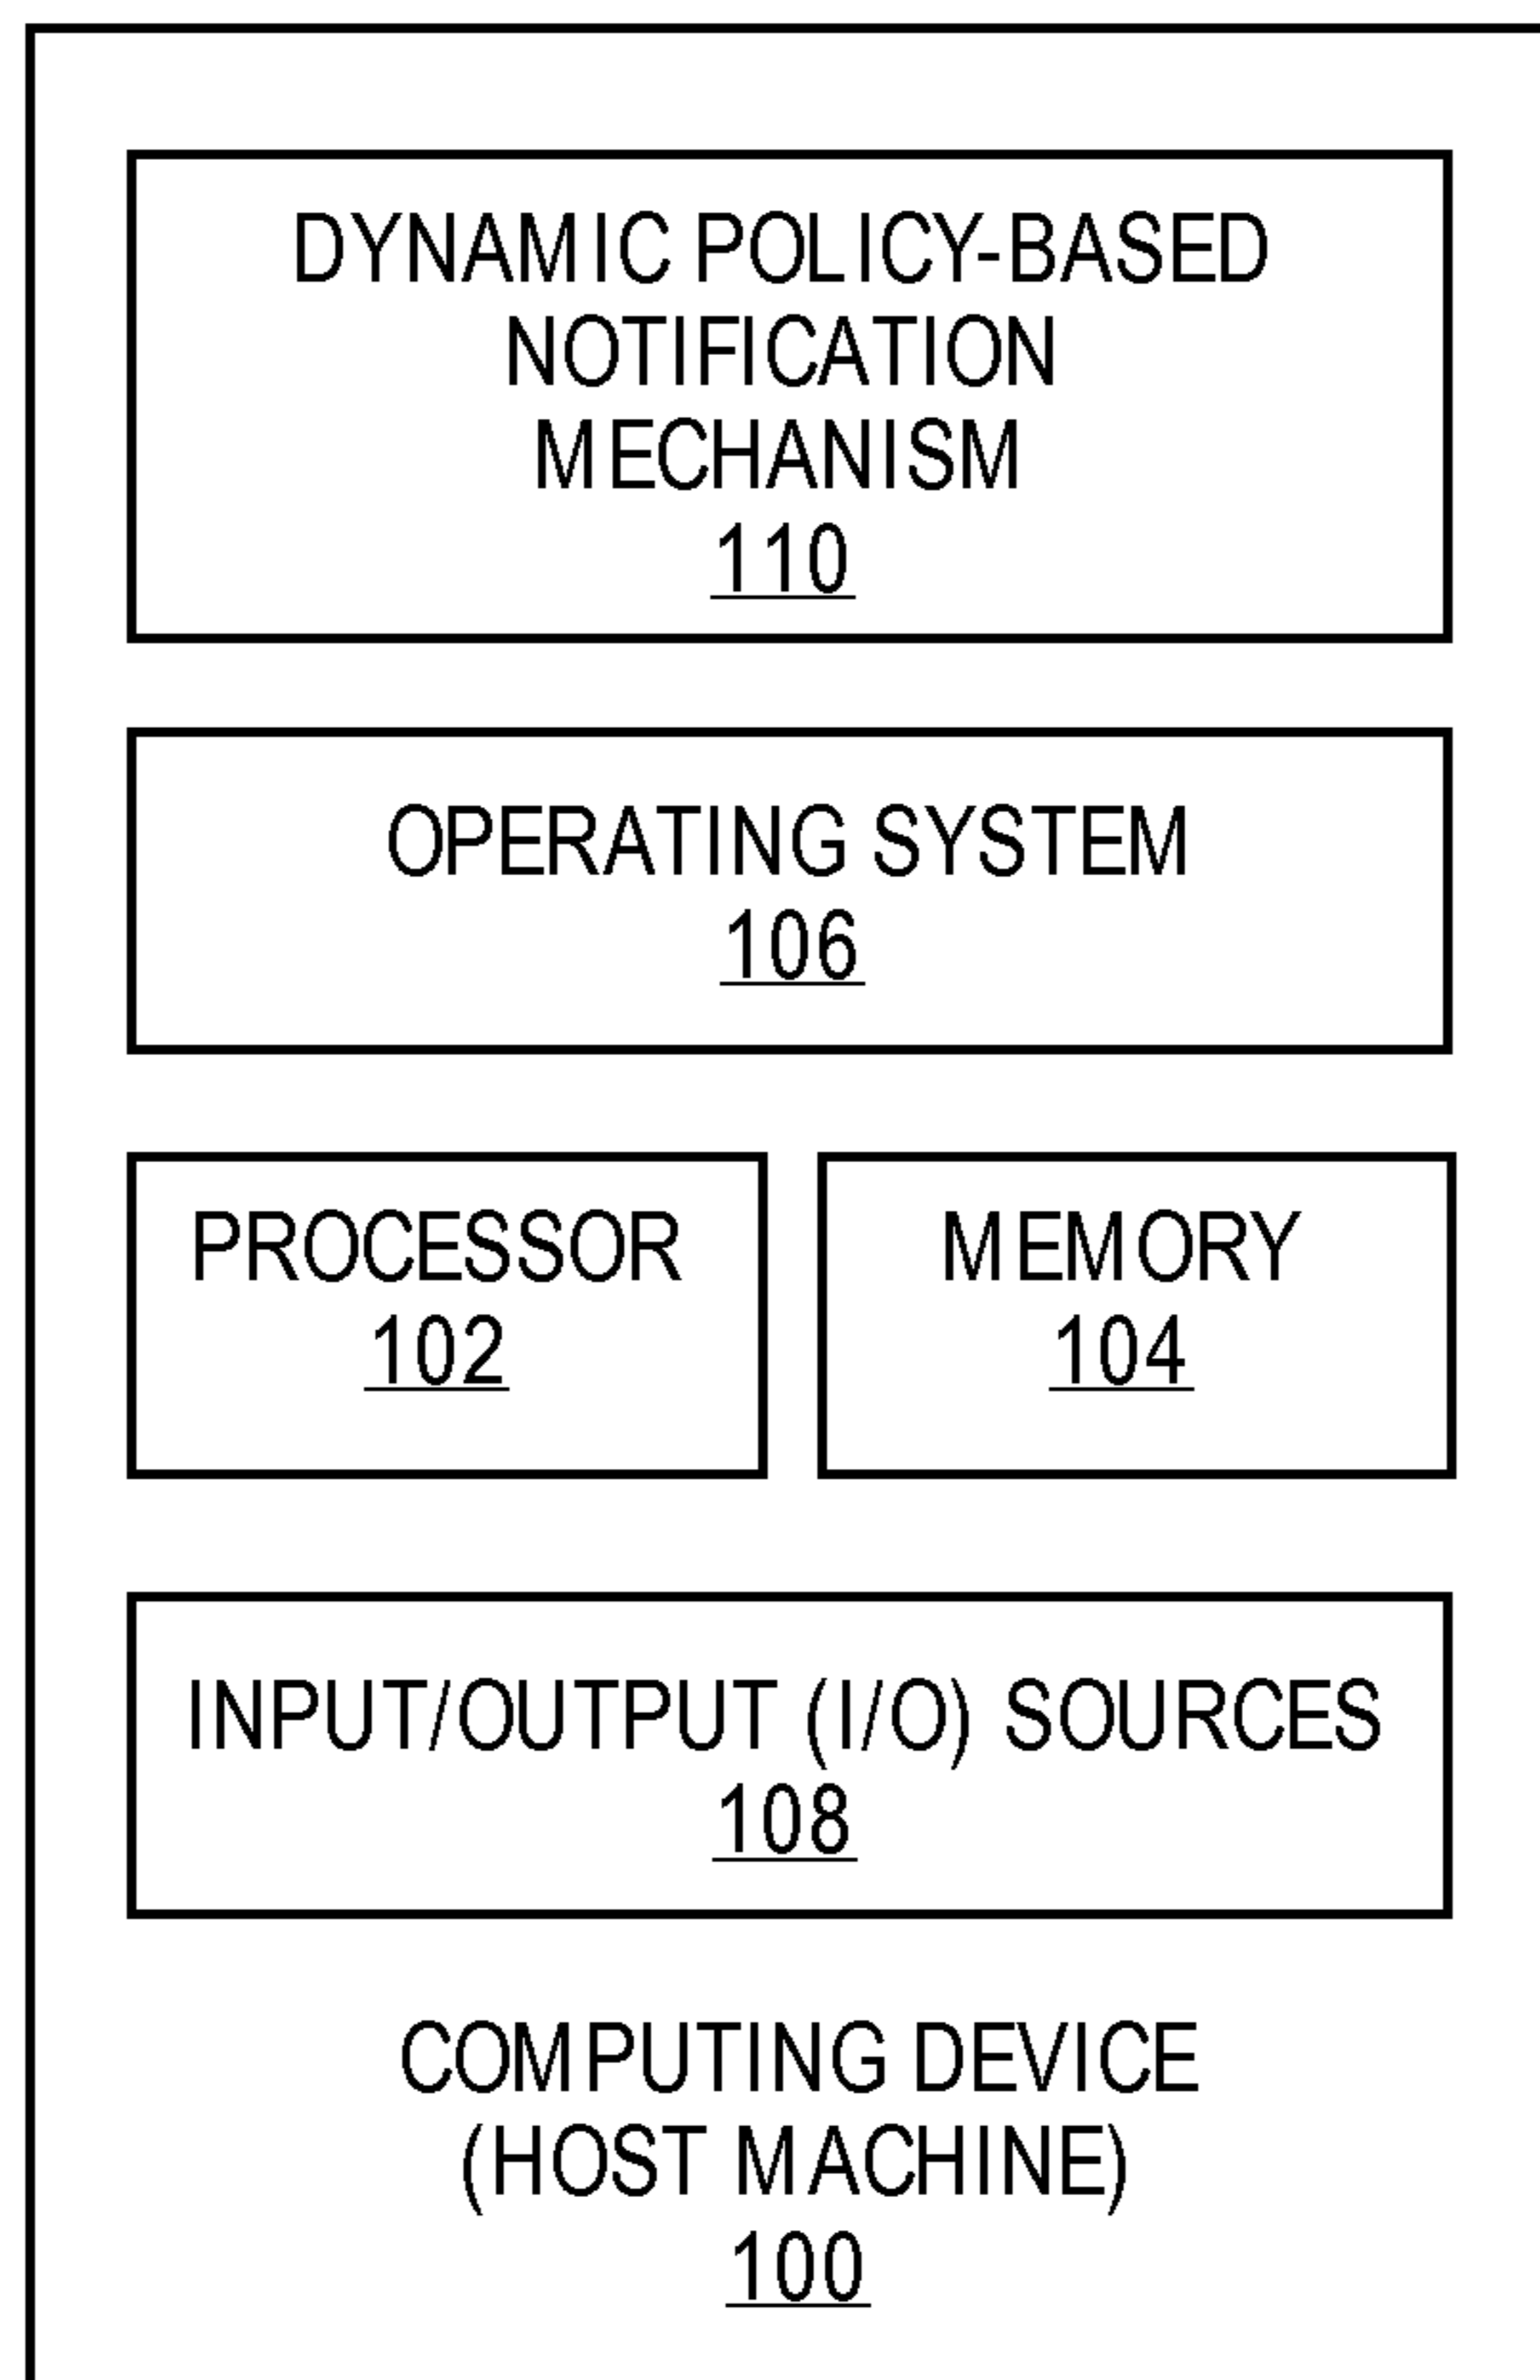 DYNAMIC POLICY-BASED
NOTIFICATION
MECHANISM
110
OPERATING SYSTEM
106
PROCESSOR
102
MEMORY
104
INPUT/OUTPUT (I/O) SOURCES
108
COMPUTING DEVICE
(HOST MACHINE)
100